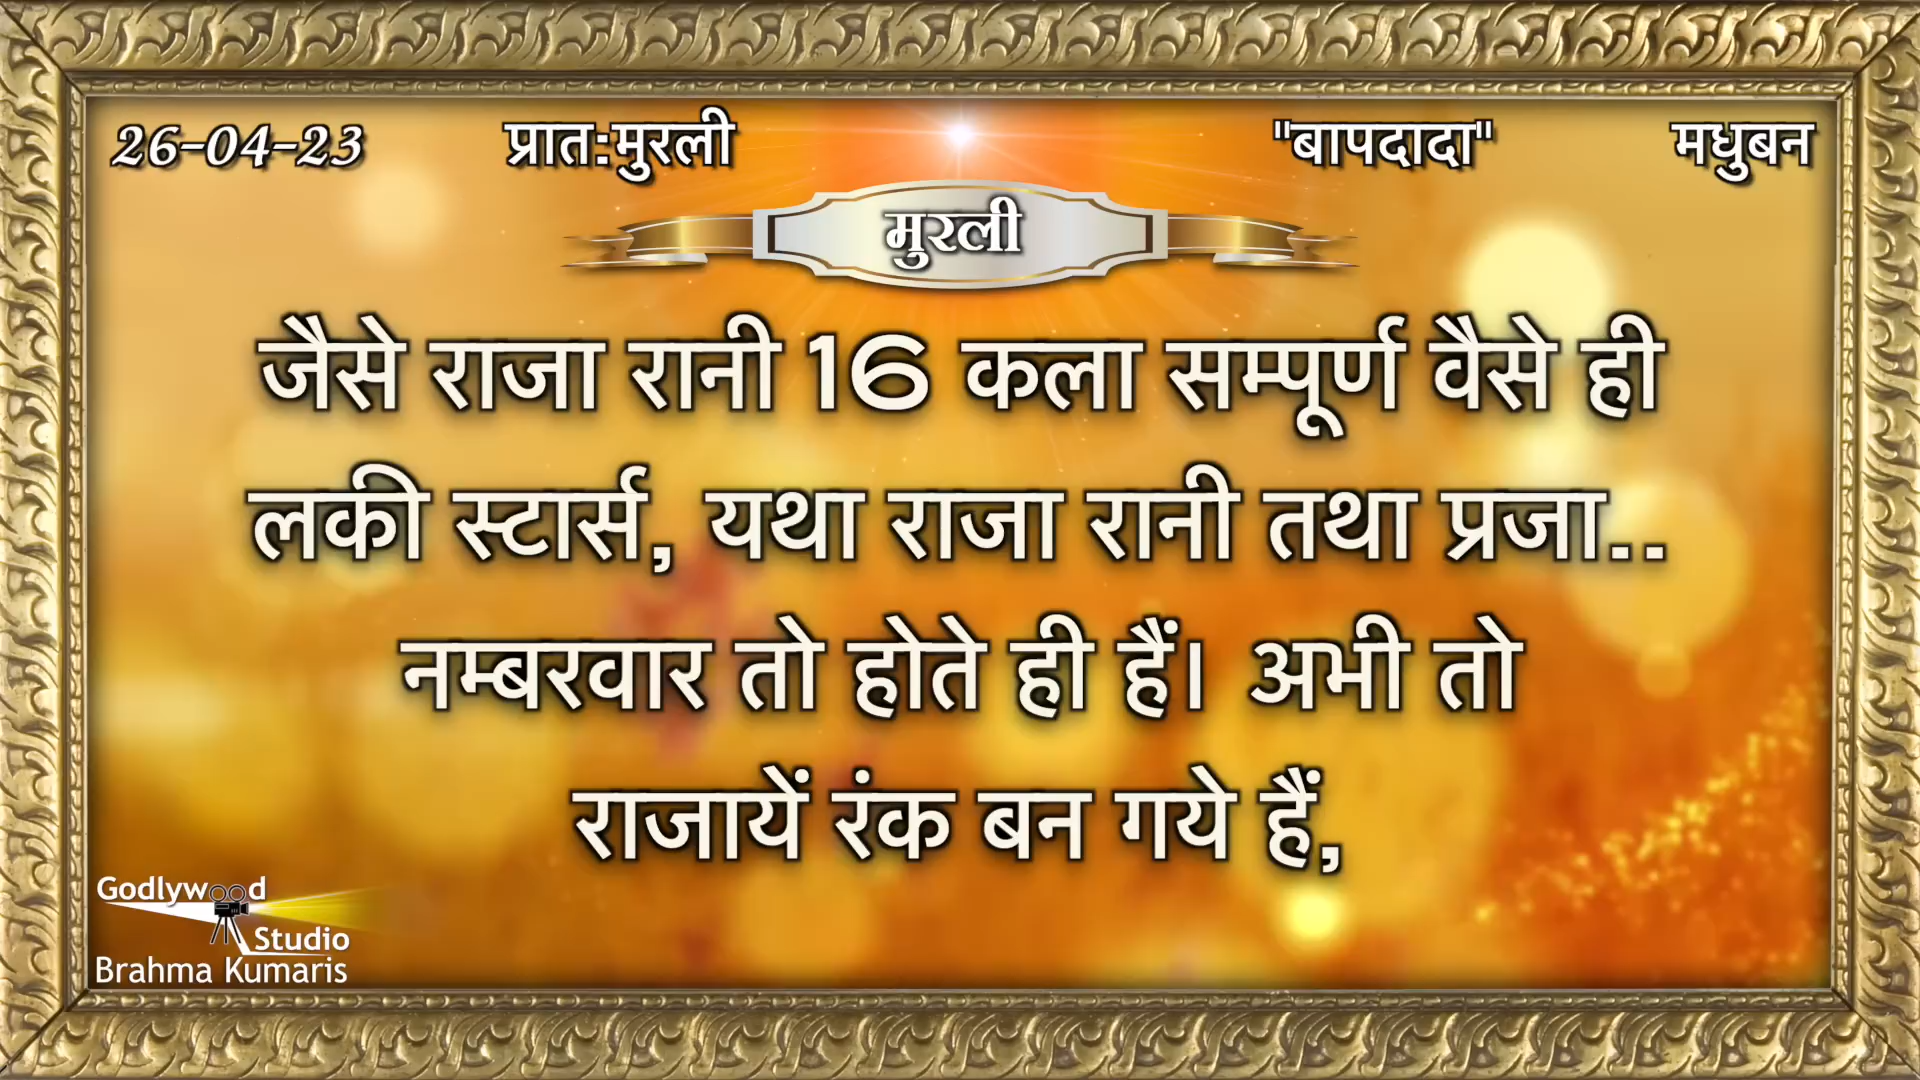 26-04-23 प्रात:मुरली "बापदादा" मधुबन
मुरली
जैसे राजा रानी 16 कला सम्पूर्ण वैसे ही
लकी स्टार्स, यथा राजा रानी तथा प्रजा..
नम्बरवार तो होते ही हैं। अभी तो
राजायें रंक बन गये हैं,
Godlywood
Studio
Brahma Kumaris